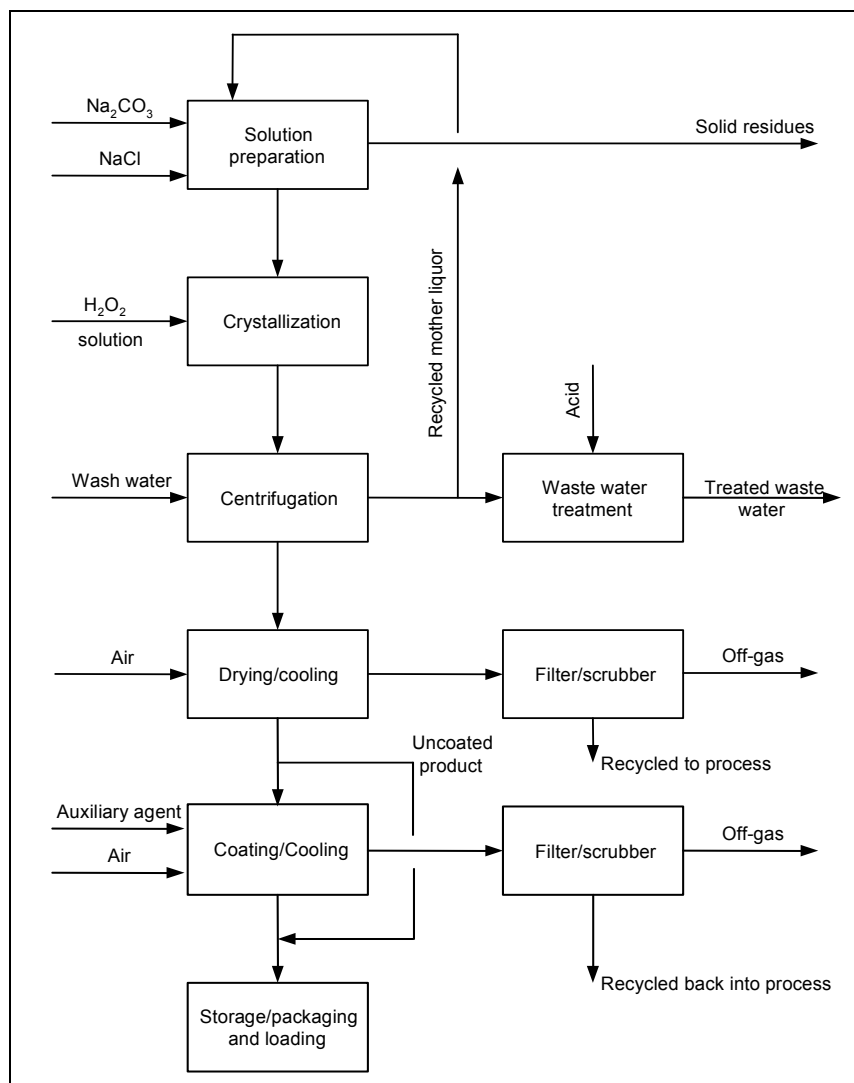 Na2CO3
Solution
preparation
Solid residues
NaCl
Recycled mother liquor
H2O2
solution
Crystallization
Acid
Wash water
Centrifugation
Waste water
treatment
Treated waste
water
Air
Drying/cooling
Filter/scrubber
Off-gas
Uncoated
product
Recycled to process
Auxiliary agent
Air
Coating/Cooling
Filter/scrubber
Off-gas
Recycled back into process
Storage/packaging
and loading